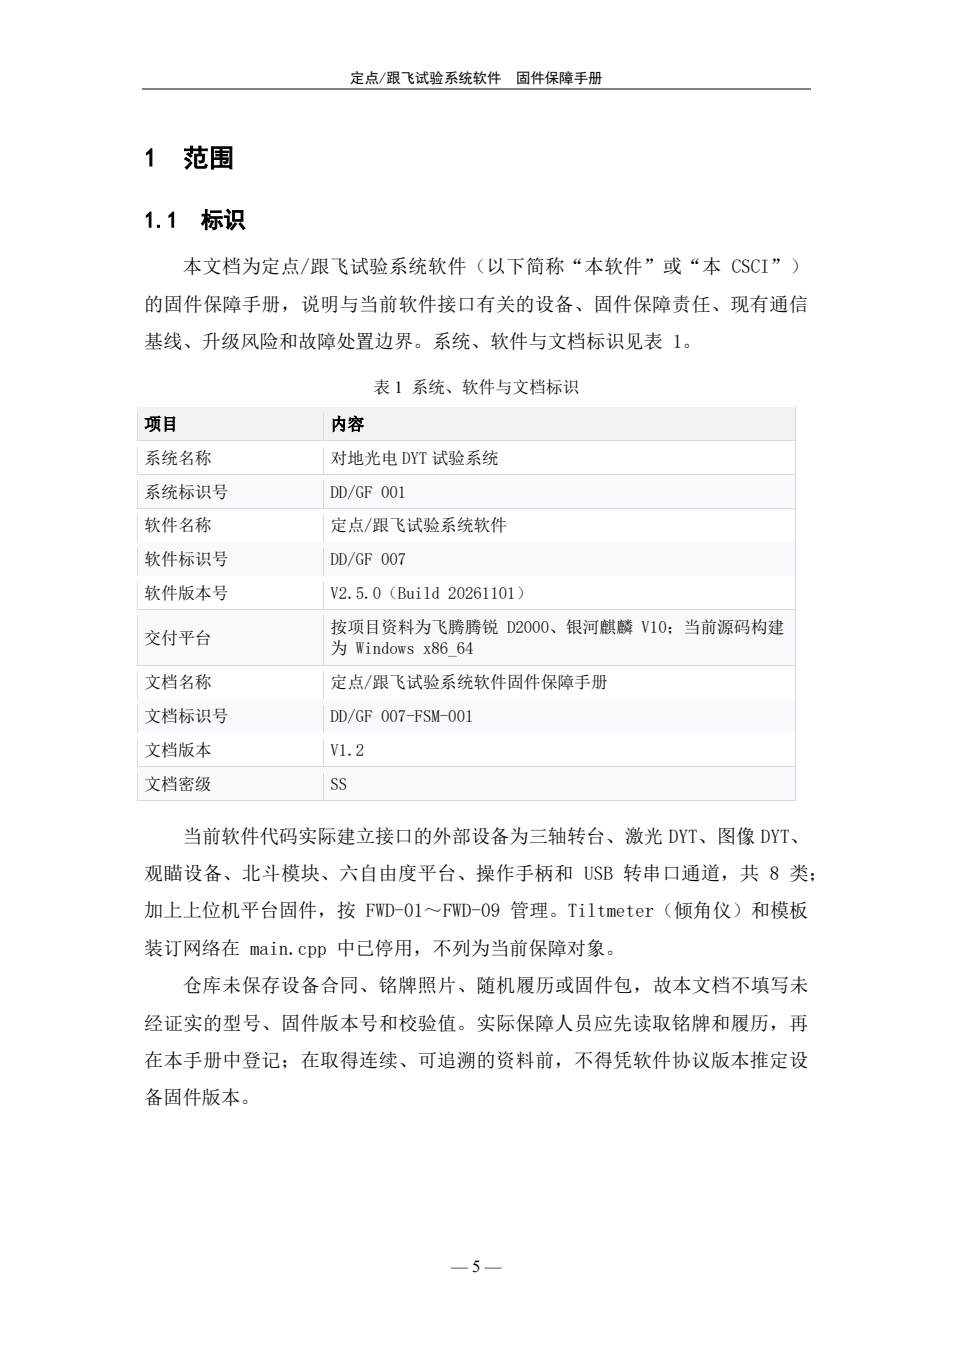 定点/跟飞试验系统软件　固件保障手册
1　范围
1.1　标识
本文档为定点/跟飞试验系统软件（以下简称“本软件”或“本 CSCI”）
的固件保障手册，说明与当前软件接口有关的设备、固件保障责任、现有通信
基线、升级风险和故障处置边界。系统、软件与文档标识见表 1。
表 1 系统、软件与文档标识
项目 内容
系统名称 对地光电 DYT 试验系统
系统标识号 DD/GF 001
软件名称 定点/跟飞试验系统软件
软件标识号 DD/GF 007
软件版本号 V2.5.0（Build 20261101）
交付平台 按项目资料为飞腾腾锐 D2000、银河麒麟 V10；当前源码构建
为 Windows x86_64
文档名称 定点/跟飞试验系统软件固件保障手册
文档标识号 DD/GF 007-FSM-001
文档版本 V1.2
文档密级 SS
当前软件代码实际建立接口的外部设备为三轴转台、激光 DYT、图像 DYT、
观瞄设备、北斗模块、六自由度平台、操作手柄和 USB 转串口通道，共 8 类；
加上上位机平台固件，按 FWD-01～FWD-09 管理。Tiltmeter（倾角仪）和模板
装订网络在 main.cpp 中已停用，不列为当前保障对象。
仓库未保存设备合同、铭牌照片、随机履历或固件包，故本文档不填写未
经证实的型号、固件版本号和校验值。实际保障人员应先读取铭牌和履历，再
在本手册中登记；在取得连续、可追溯的资料前，不得凭软件协议版本推定设
备固件版本。
— 5 —